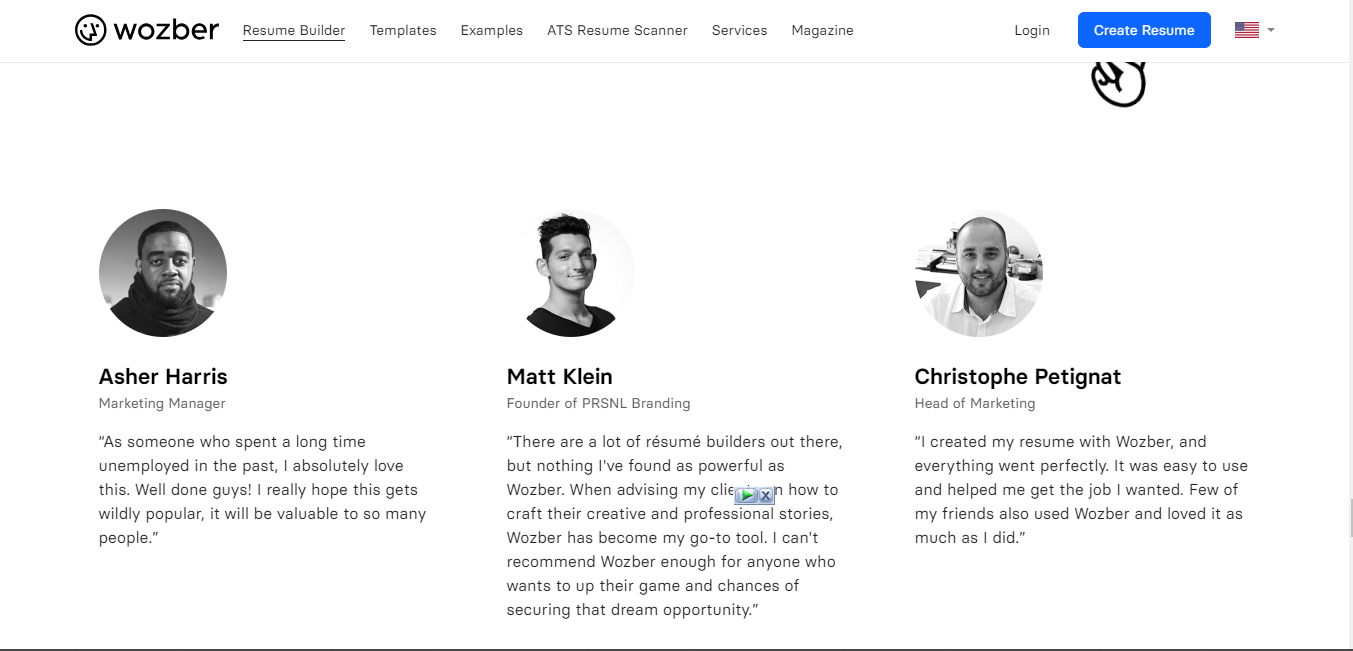 wozber
Resume Builder
Templates
Examples
ATS Resume Scanner
Services
Magazine
Login
Create Resume
Asher Harris
Marketing Manager
“As someone who spent a long time
unemployed in the past, I absolutely love
this. Well done guys! I really hope this gets
wildly popular, it will be valuable to so many
people.”
Matt Klein
Founder of PRSNL Branding
“There are a lot of résumé builders out there,
but nothing I've found as powerful as
Wozber. When advising my how to
craft their creative and professional stories,
Wozber has become my go-to tool. I can't
recommend Wozber enough for anyone who
wants to up their game and chances of
securing that dream opportunity.”
Christophe Petignat
Head of Marketing
“I created my resume with Wozber, and
everything went perfectly. It was easy to use
and helped me get the job I wanted. Few of
my friends also used Wozber and loved it as
much as I did.”